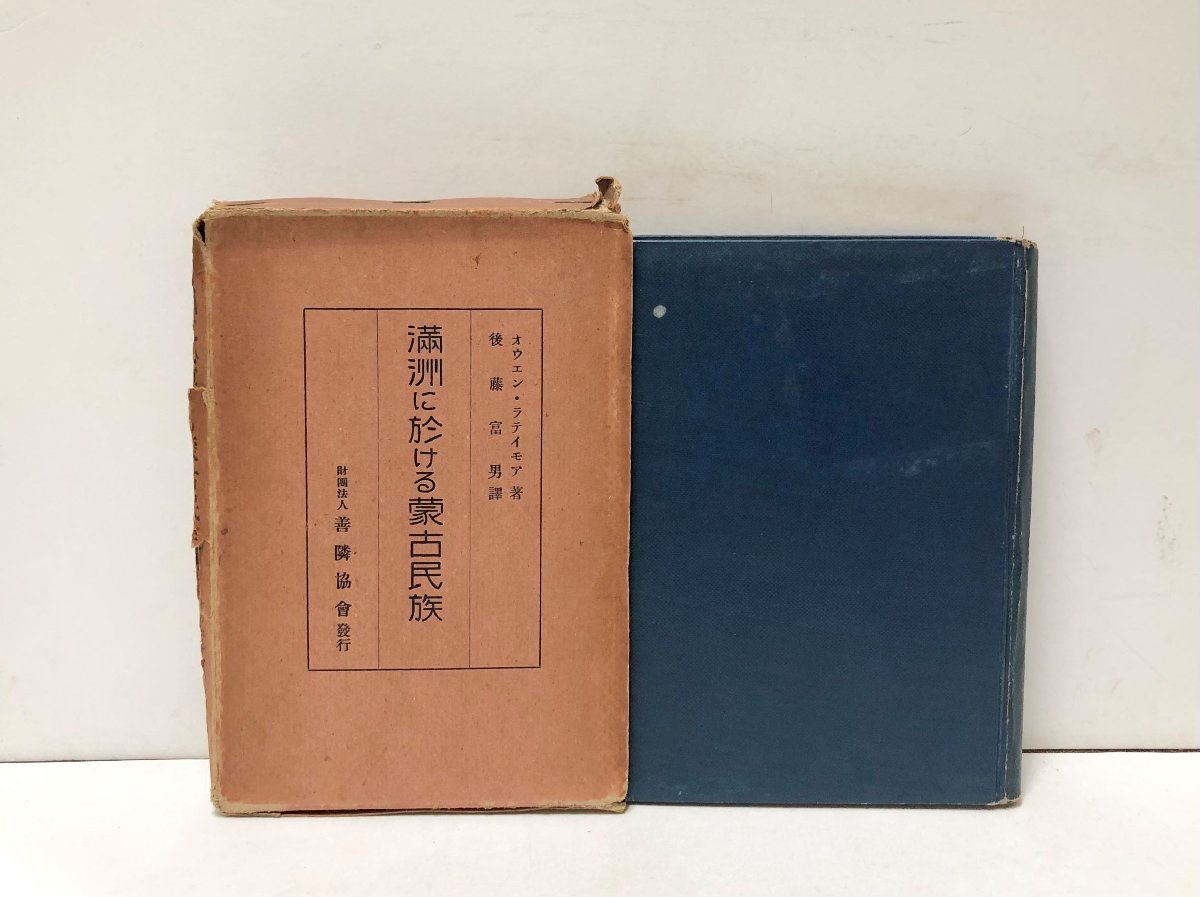 オウエン・ラテイモア著
後藤富男譯
満洲に於ける蒙古民族
財團法人 善隣協會發行